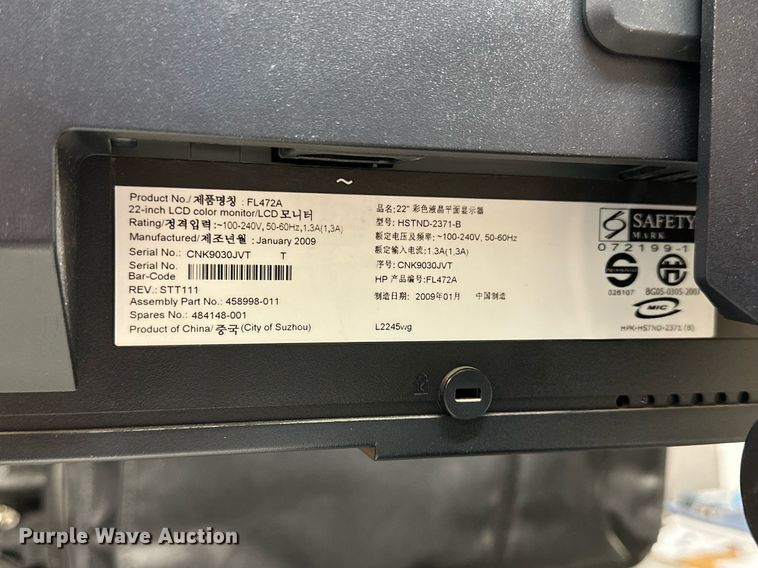 ~
Product No./제품명칭 : FL472A
22-inch LCD color monitor/LCD 모니터
Rating/정격입력 : ~100-240V, 50-60Hz,1.3A(1,3A)
Manufactured/제조년월 : January 2009
Serial No.: CNK9030JVT T
Serial No.
Bar-Code
REV.: STT111
Assembly Part No.: 458998-011
Spares No.: 484148-001
Product of China/중국 (City of Suzhou)
品名: 22" 彩色液晶平面显示器
型号: HSTND-2371-B
额定电压及频率: ~100-240V, 50-60Hz
额定输入电流:1.3A(1,3A)
序号: CNK9030JVT
HP 产品编号: FL472A
制造日期: 2009年01月 中国制造
L2245wg
SAFETY
MARK
072199-1
026107
BG05-0305-2007
MIC
HPK-HSTND-2371 (B)
Purple Wave Auction